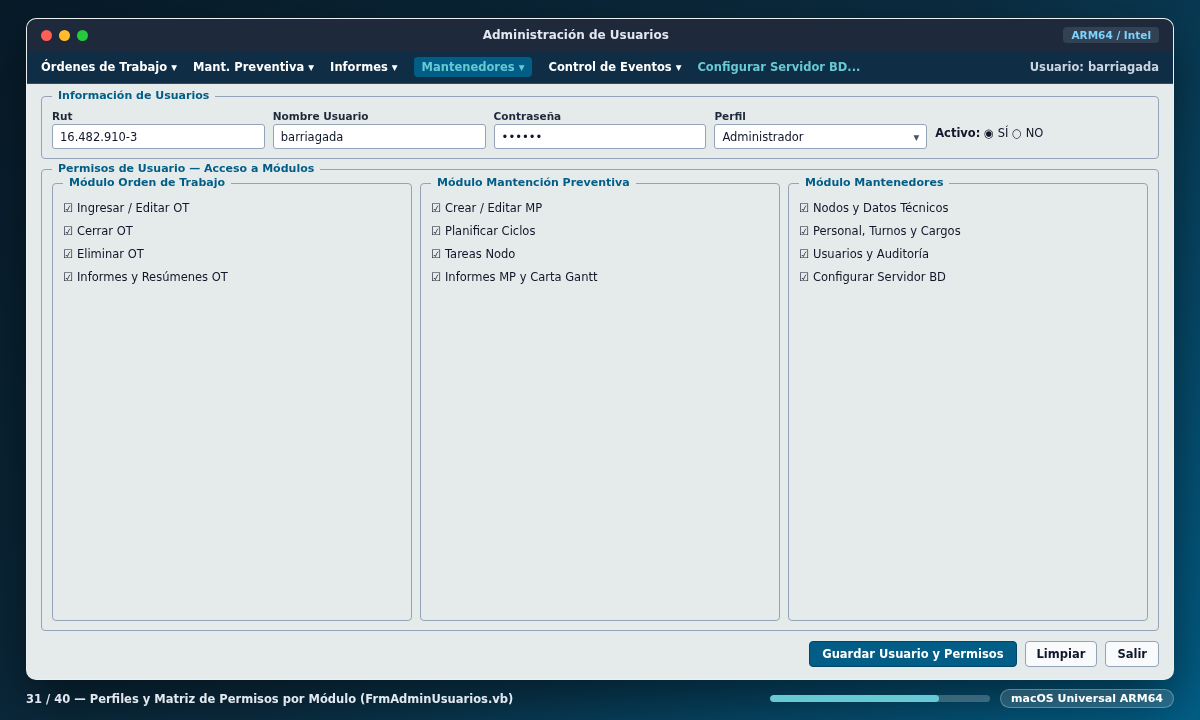 Administración de Usuarios
ARM64 / Intel
Órdenes de Trabajo ▾ Mant. Preventiva ▾ Informes ▾ Mantenedores ▾ Control de Eventos ▾ Configurar Servidor BD... Usuario: barriagada
Información de Usuarios
Rut Nombre Usuario Contraseña Perfil
16.482.910-3 barriagada •••••• Administrador ▾ Activo: ◉ SÍ ○ NO
Permisos de Usuario — Acceso a Módulos
Módulo Orden de Trabajo
☑ Ingresar / Editar OT
☑ Cerrar OT
☑ Eliminar OT
☑ Informes y Resúmenes OT
Módulo Mantención Preventiva
☑ Crear / Editar MP
☑ Planificar Ciclos
☑ Tareas Nodo
☑ Informes MP y Carta Gantt
Módulo Mantenedores
☑ Nodos y Datos Técnicos
☑ Personal, Turnos y Cargos
☑ Usuarios y Auditoría
☑ Configurar Servidor BD
Guardar Usuario y Permisos Limpiar Salir
31 / 40 — Perfiles y Matriz de Permisos por Módulo (FrmAdminUsuarios.vb)
macOS Universal ARM64